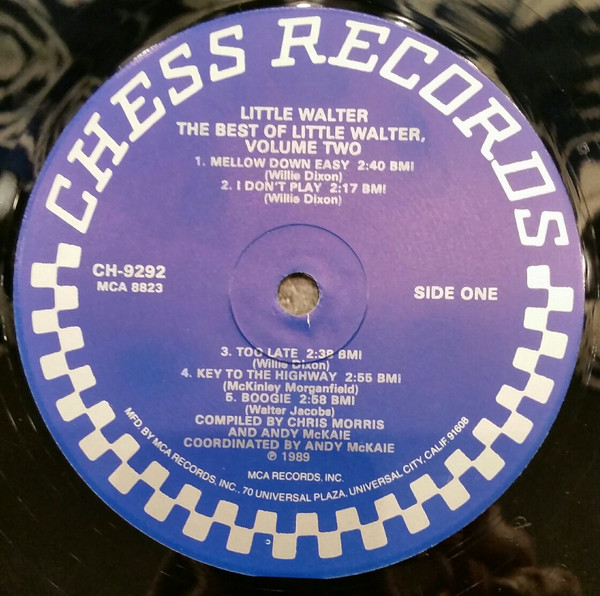 CHESS RECORDS
LITTLE WALTER
THE BEST OF LITTLE WALTER,
VOLUME TWO
1. MELLOW DOWN EASY 2:40 BMI
(Willie Dixon)
2. I DON'T PLAY 2:17 BMI
(Willie Dixon)
CH-9292
MCA 8823
SIDE ONE
3. TOO LATE 2:38 BMI
(Willie Dixon)
4. KEY TO THE HIGHWAY 2:55 BMI
(McKinley Morganfield)
5. BOOGIE 2:58 BMI
(Walter Jacobs)
COMPILED BY CHRIS MORRIS
AND ANDY McKAIE
COORDINATED BY ANDY McKAIE
℗ 1989
MCA RECORDS, INC.
MFD. BY MCA RECORDS, INC., 70 UNIVERSAL PLAZA, UNIVERSAL CITY, CALIF. 91608
c